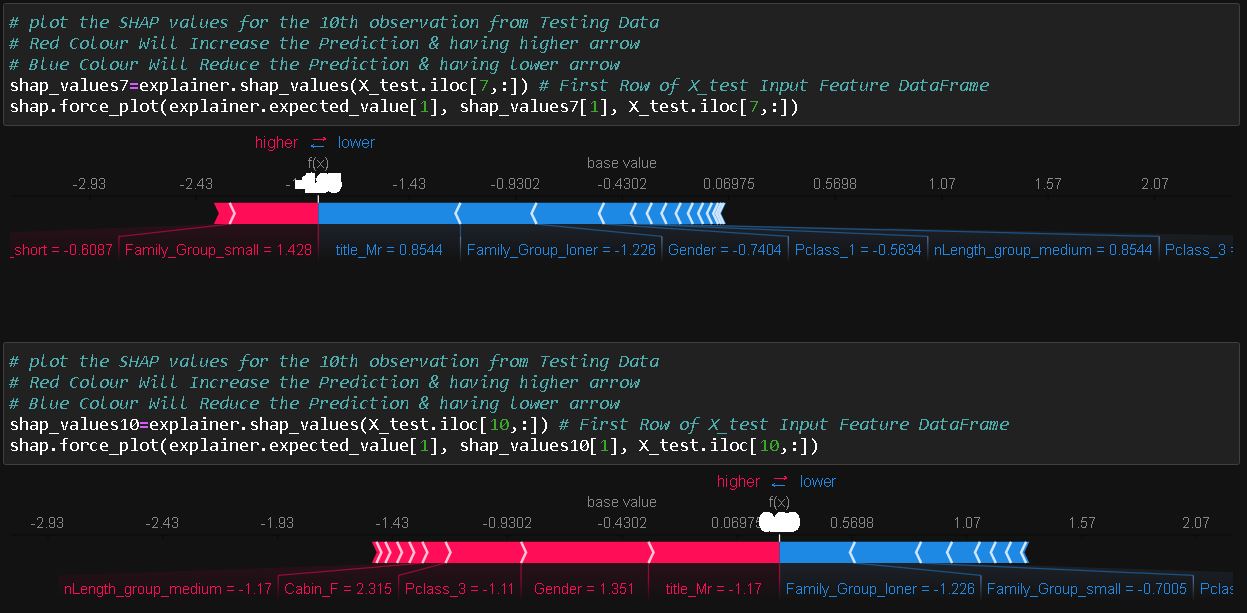 # plot the SHAP values for the 10th observation from Testing Data
# Red Colour Will Increase the Prediction & having higher arrow
# Blue Colour Will Reduce the Prediction & having lower arrow
shap_values7=explainer.shap_values(X_test.iloc[7,:]) # First Row of X_test Input Feature DataFrame
shap.force_plot(explainer.expected_value[1], shap_values7[1], X_test.iloc[7,:])
higher ⇄ lower
f(x) base value
-2.93 -2.43 -1.43 -0.9302 -0.4302 0.06975 0.5698 1.07 1.57 2.07
_short = -0.6087 Family_Group_small = 1.428 title_Mr = 0.8544 Family_Group_loner = -1.226 Gender = -0.7404 Pclass_1 = -0.5634 nLength_group_medium = 0.8544 Pclass_3 =
# plot the SHAP values for the 10th observation from Testing Data
# Red Colour Will Increase the Prediction & having higher arrow
# Blue Colour Will Reduce the Prediction & having lower arrow
shap_values10=explainer.shap_values(X_test.iloc[10,:]) # First Row of X_test Input Feature DataFrame
shap.force_plot(explainer.expected_value[1], shap_values10[1], X_test.iloc[10,:])
higher ⇄ lower
base value f(x)
-2.93 -2.43 -1.93 -1.43 -0.9302 -0.4302 0.06975 0.5698 1.07 1.57 2.07
nLength_group_medium = -1.17 Cabin_F = 2.315 Pclass_3 = -1.11 Gender = 1.351 title_Mr = -1.17 Family_Group_loner = -1.226 Family_Group_small = -0.7005 Pclas